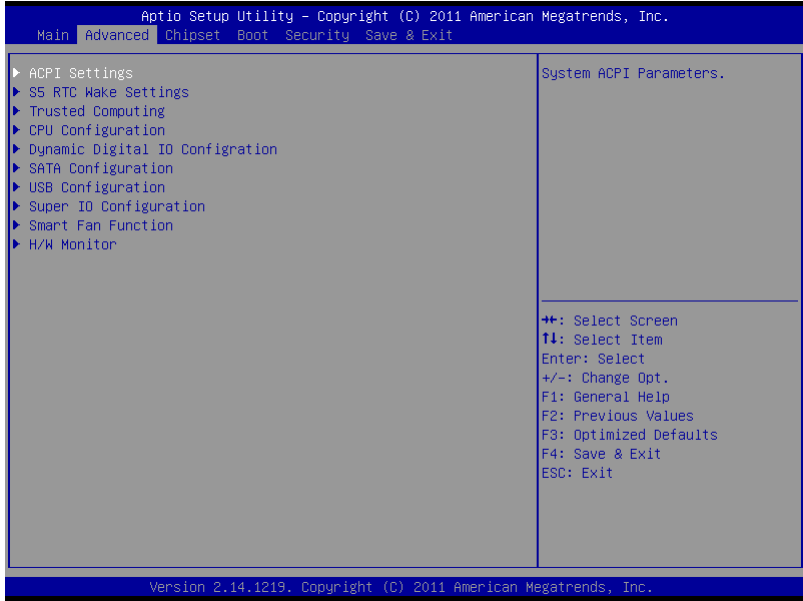 Aptio Setup Utility – Copyright (C) 2011 American Megatrends, Inc.
Main Advanced Chipset Boot Security Save & Exit
▶ ACPI Settings
▶ S5 RTC Wake Settings
▶ Trusted Computing
▶ CPU Configuration
▶ Dynamic Digital IO Configration
▶ SATA Configuration
▶ USB Configuration
▶ Super IO Configuration
▶ Smart Fan Function
▶ H/W Monitor
System ACPI Parameters.
→←: Select Screen
↑↓: Select Item
Enter: Select
+/-: Change Opt.
F1: General Help
F2: Previous Values
F3: Optimized Defaults
F4: Save & Exit
ESC: Exit
Version 2.14.1219. Copyright (C) 2011 American Megatrends, Inc.